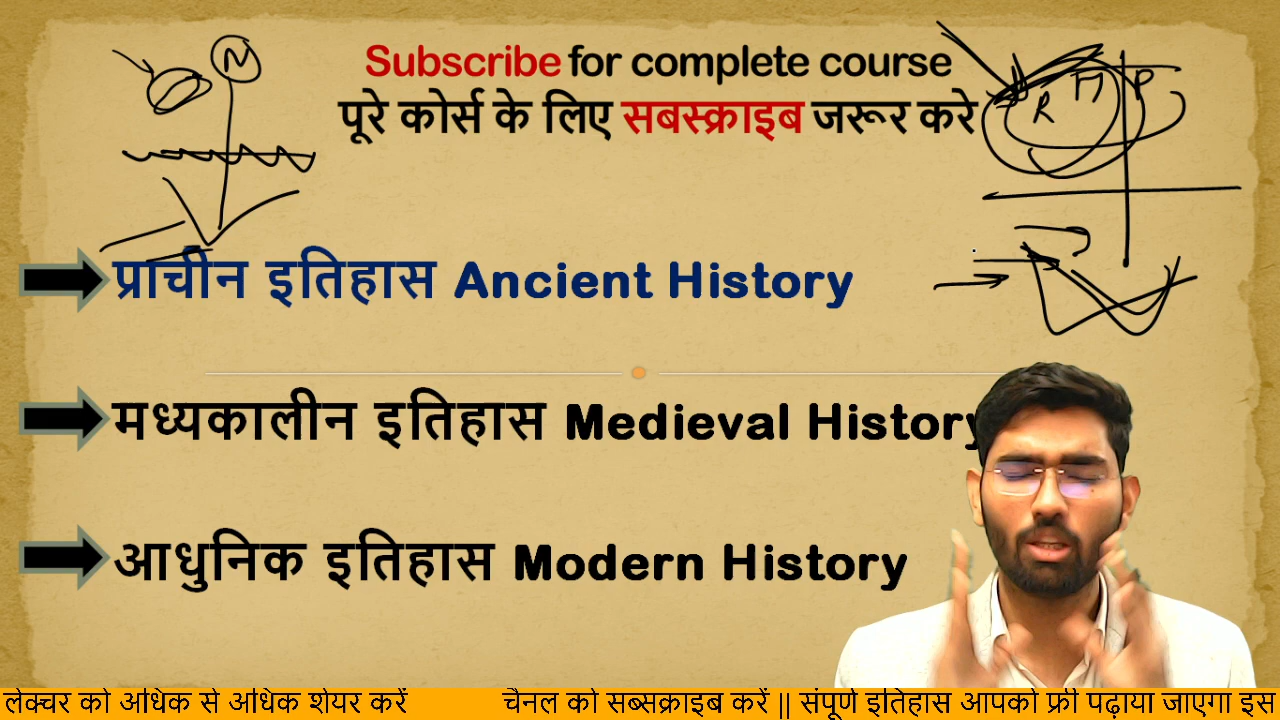 Subscribe for complete course
पूरे कोर्स के लिए सबस्क्राइब जरूर करे
N
R M P
प्राचीन इतिहास Ancient History
मध्यकालीन इतिहास Medieval History
आधुनिक इतिहास Modern History
लेक्चर को अधिक से अधिक शेयर करें चैनल को सब्सक्राइब करें || संपूर्ण इतिहास आपको फ्री पढ़ाया जाएगा इस